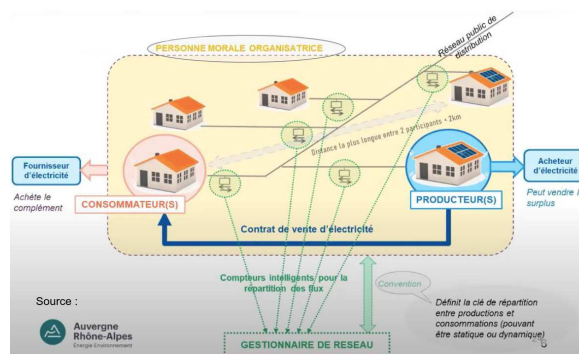 PERSONNE MORALE ORGANISATRICE
Réseau public de
distribution
Distance la plus longue entre 2 participants < 2km
Fournisseur
d'électricité
Achète le
complément
CONSOMMATEUR(S)
PRODUCTEUR(S)
Acheteur
d'électricité
Peut vendre l
surplus
Contrat de vente d'électricité
Compteurs intelligents pour la
répartition des flux
Convention
Définit la clé de répartition
entre productions et
consommations (pouvant
être statique ou dynamique)
Source :
Auvergne
Rhône-Alpes
Énergie Environnement
GESTIONNAIRE DE RESEAU